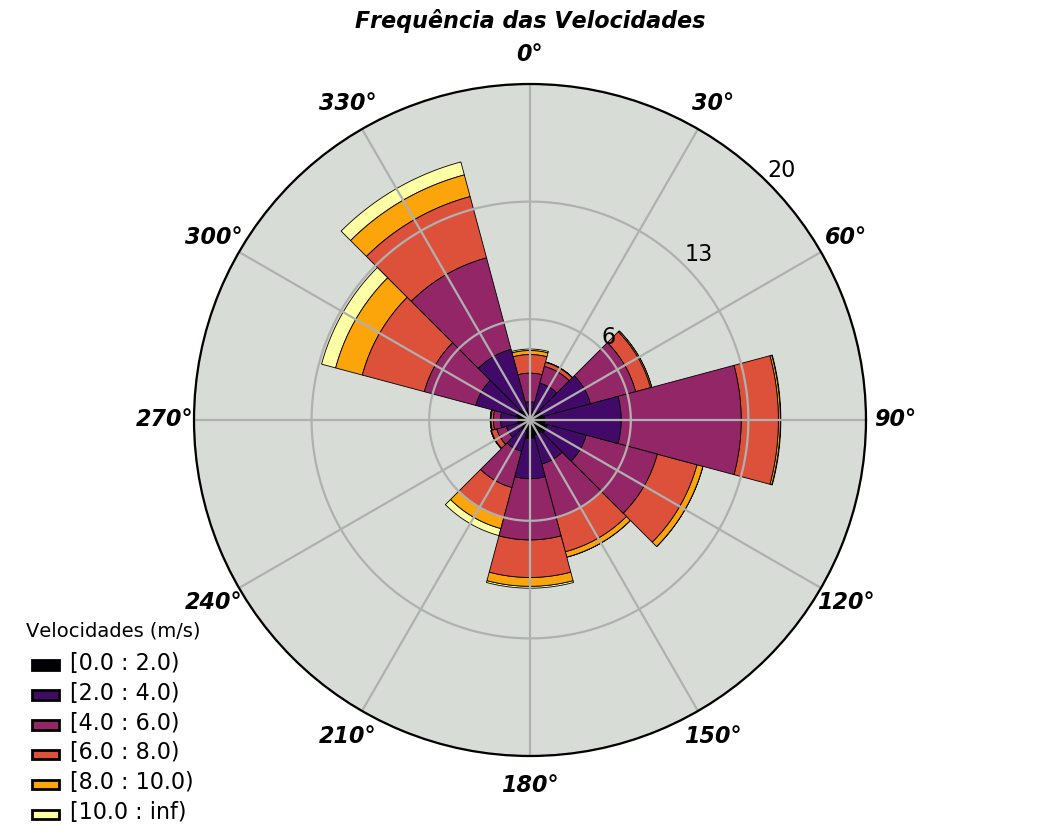 Frequência das Velocidades
0°
330°
30°
20
300°
60°
13
6
270°
90°
240°
120°
210°
150°
180°
Velocidades (m/s)
[0.0 : 2.0)
[2.0 : 4.0)
[4.0 : 6.0)
[6.0 : 8.0)
[8.0 : 10.0)
[10.0 : inf)